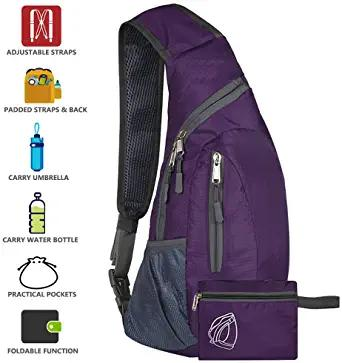 ADJUSTABLE STRAPS
PADDED STRAPS & BACK
CARRY UMBRELLA
CARRY WATER BOTTLE
PRACTICAL POCKETS
FOLDABLE FUNCTION